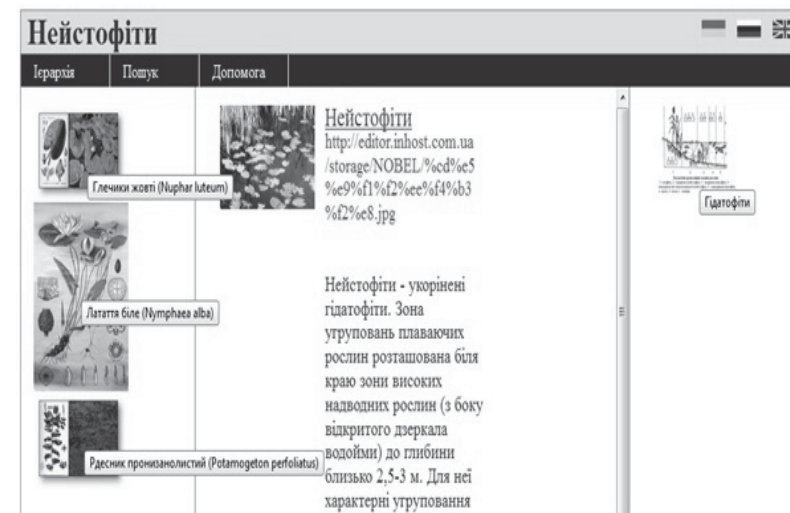 Нейстофіти
Ієрархія Пошук Допомога
Глечики жовті (Nuphar luteum)
Латаття біле (Nymphaea alba)
Рдесник пронизанолистий (Potamogeton perfoliatus)
Нейстофіти
http://editor.inhost.com.ua
/storage/NOBEL/%cd%e5
%e9%f1%f2%ee%f4%b3
%f2%e8.jpg
Нейстофіти - укорінені
гідатофіти. Зона
угруповань плаваючих
рослин розташована біля
краю зони високих
надводних рослин (з боку
відкритого дзеркала
водойми) до глибини
близько 2,5-3 м. Для неї
характерні угруповання
Гідатофіти